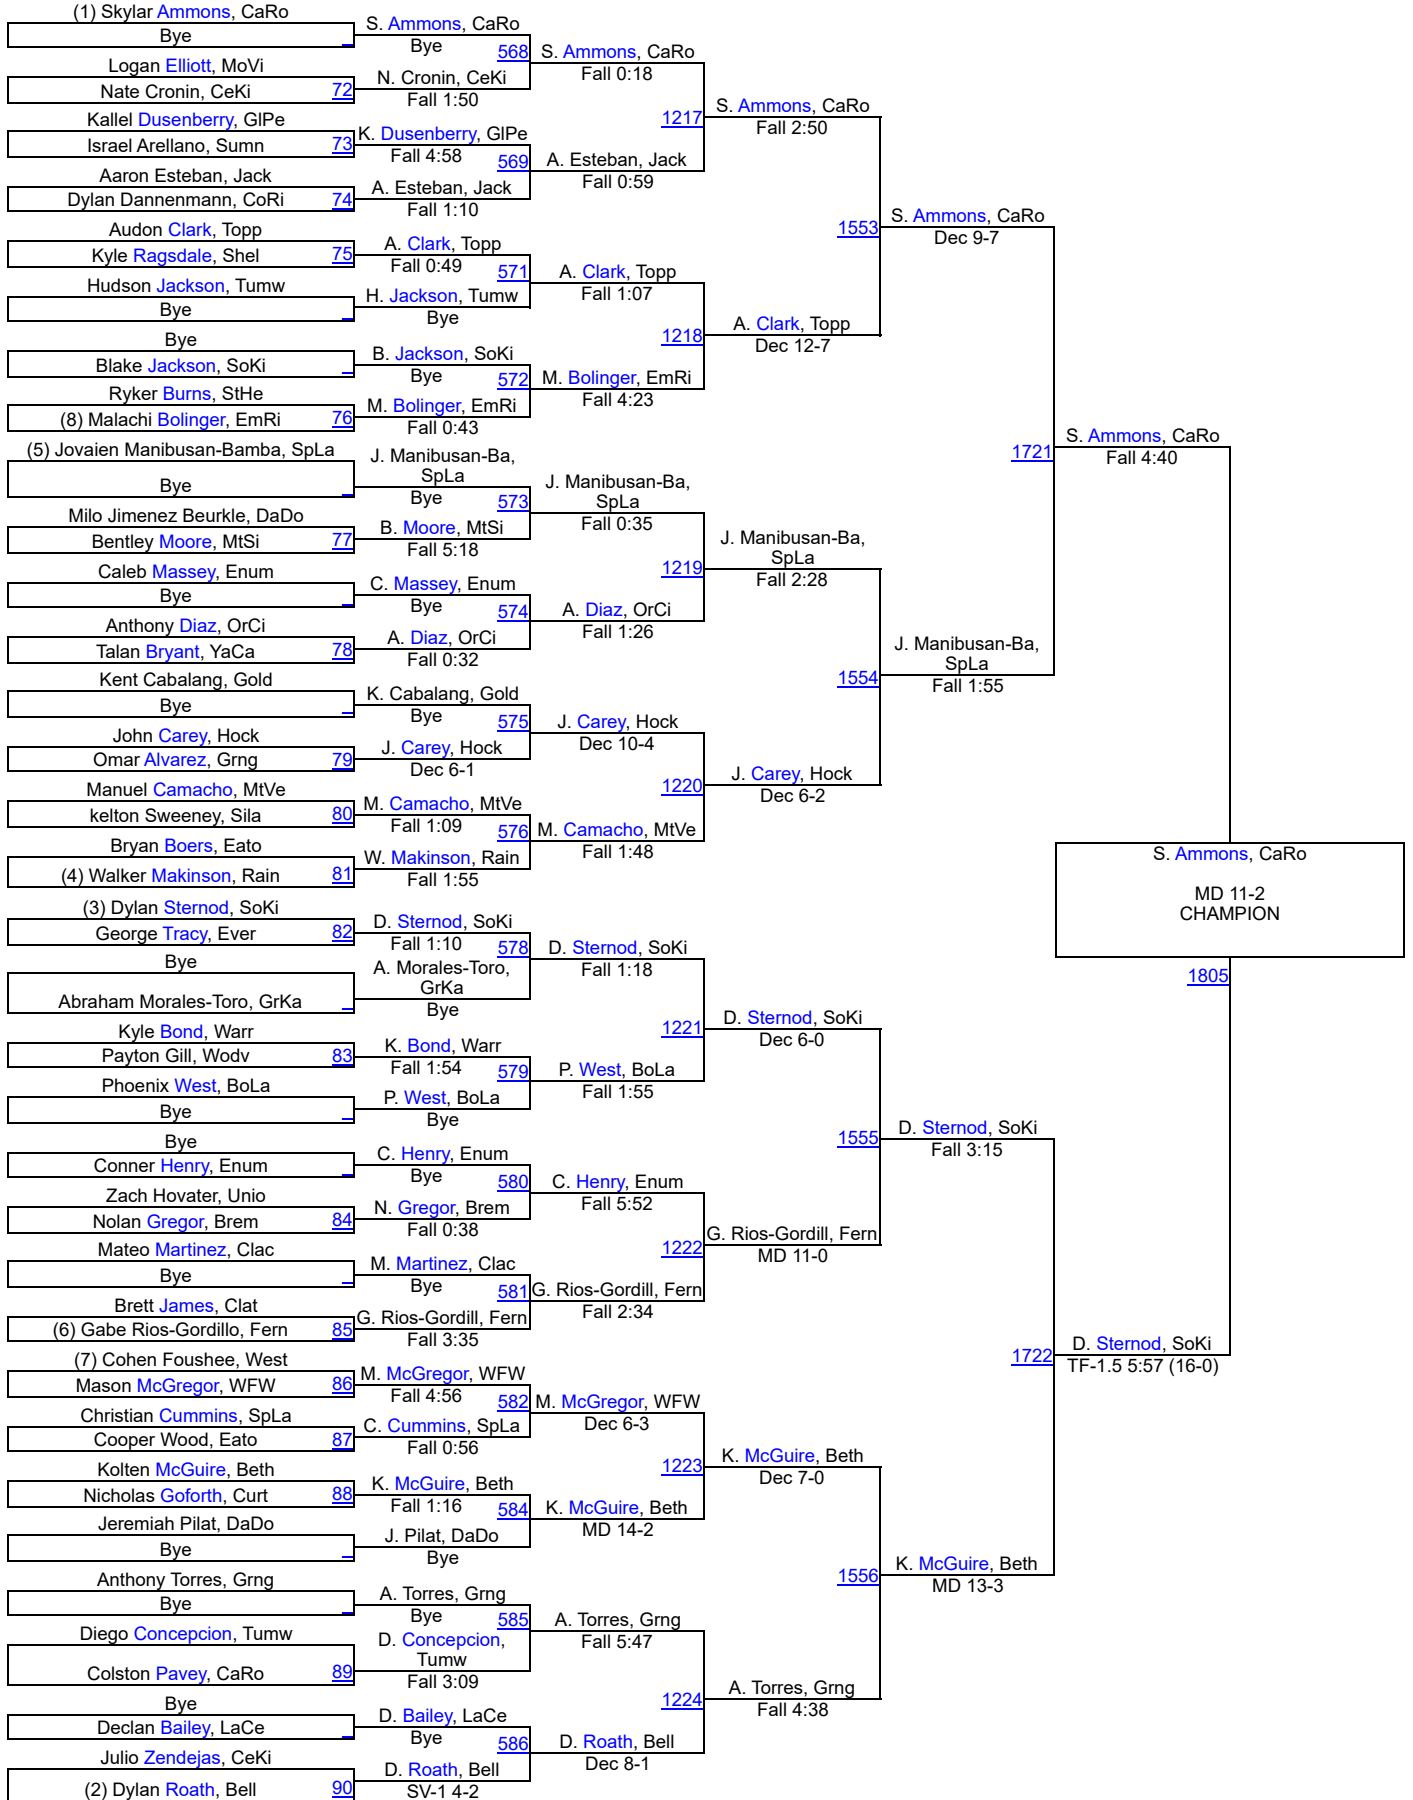 (1) Skylar Ammons, CaRo
Bye
Logan Elliott, MoVi
Nate Cronin, CeKi 72
Kallel Dusenberry, GlPe
Israel Arellano, Sumn 73
Aaron Esteban, Jack
Dylan Dannenmann, CoRi 74
Audon Clark, Topp
Kyle Ragsdale, Shel 75
Hudson Jackson, Tumw
Bye
Bye
Blake Jackson, SoKi
Ryker Burns, StHe
(8) Malachi Bolinger, EmRi 76
(5) Jovaien Manibusan-Bamba, SpLa
Bye
Milo Jimenez Beurkle, DaDo
Bentley Moore, MtSi 77
Caleb Massey, Enum
Bye
Anthony Diaz, OrCi
Talan Bryant, YaCa 78
Kent Cabalang, Gold
Bye
John Carey, Hock
Omar Alvarez, Grng 79
Manuel Camacho, MtVe
kelton Sweeney, Sila 80
Bryan Boers, Eato
(4) Walker Makinson, Rain 81
(3) Dylan Sternod, SoKi
George Tracy, Ever 82
Bye
Abraham Morales-Toro, GrKa
Kyle Bond, Warr
Payton Gill, Wodv 83
Phoenix West, BoLa
Bye
Bye
Conner Henry, Enum
Zach Hovater, Unio
Nolan Gregor, Brem 84
Mateo Martinez, Clac
Bye
Brett James, Clat
(6) Gabe Rios-Gordillo, Fern 85
(7) Cohen Foushee, West
Mason McGregor, WFW 86
Christian Cummins, SpLa
Cooper Wood, Eato 87
Kolten McGuire, Beth
Nicholas Goforth, Curt 88
Jeremiah Pilat, DaDo
Bye
Anthony Torres, Grng
Bye
Diego Concepcion, Tumw
Colston Pavey, CaRo 89
Bye
Declan Bailey, LaCe
Julio Zendejas, CeKi
(2) Dylan Roath, Bell 90
S. Ammons, CaRo
Bye
568
N. Cronin, CeKi
Fall 1:50
K. Dusenberry, GlPe
Fall 4:58
569
A. Esteban, Jack
Fall 1:10
A. Clark, Topp
Fall 0:49
571
H. Jackson, Tumw
Bye
B. Jackson, SoKi
Bye
572
M. Bolinger, EmRi
Fall 0:43
J. Manibusan-Ba,
SpLa
Bye
573
B. Moore, MtSi
Fall 5:18
C. Massey, Enum
Bye
574
A. Diaz, OrCi
Fall 0:32
K. Cabalang, Gold
Bye
575
J. Carey, Hock
Dec 6-1
M. Camacho, MtVe
Fall 1:09
576
W. Makinson, Rain
Fall 1:55
D. Sternod, SoKi
Fall 1:10
578
A. Morales-Toro,
GrKa
Bye
K. Bond, Warr
Fall 1:54
579
P. West, BoLa
Bye
C. Henry, Enum
Bye
580
N. Gregor, Brem
Fall 0:38
M. Martinez, Clac
Bye
581
G. Rios-Gordill, Fern
Fall 3:35
M. McGregor, WFW
Fall 4:56
582
C. Cummins, SpLa
Fall 0:56
K. McGuire, Beth
Fall 1:16
584
J. Pilat, DaDo
Bye
A. Torres, Grng
Bye
585
D. Concepcion,
Tumw
Fall 3:09
D. Bailey, LaCe
Bye
586
D. Roath, Bell
SV-1 4-2
S. Ammons, CaRo
Fall 0:18
1217
A. Esteban, Jack
Fall 0:59
A. Clark, Topp
Fall 1:07
1218
M. Bolinger, EmRi
Fall 4:23
J. Manibusan-Ba,
SpLa
Fall 0:35
1219
A. Diaz, OrCi
Fall 1:26
J. Carey, Hock
Dec 10-4
1220
M. Camacho, MtVe
Fall 1:48
D. Sternod, SoKi
Fall 1:18
1221
P. West, BoLa
Fall 1:55
C. Henry, Enum
Fall 5:52
1222
G. Rios-Gordill, Fern
Fall 2:34
M. McGregor, WFW
Dec 6-3
1223
K. McGuire, Beth
MD 14-2
A. Torres, Grng
Fall 5:47
1224
D. Roath, Bell
Dec 8-1
S. Ammons, CaRo
Fall 2:50
1553
A. Clark, Topp
Dec 12-7
J. Manibusan-Ba,
SpLa
Fall 2:28
1554
J. Carey, Hock
Dec 6-2
D. Sternod, SoKi
Dec 6-0
1555
G. Rios-Gordill, Fern
MD 11-0
K. McGuire, Beth
Dec 7-0
1556
A. Torres, Grng
Fall 4:38
S. Ammons, CaRo
Dec 9-7
1721
J. Manibusan-Ba,
SpLa
Fall 1:55
D. Sternod, SoKi
Fall 3:15
1722
K. McGuire, Beth
MD 13-3
S. Ammons, CaRo
Fall 4:40
D. Sternod, SoKi
TF-1.5 5:57 (16-0)
S. Ammons, CaRo
MD 11-2
CHAMPION
1805